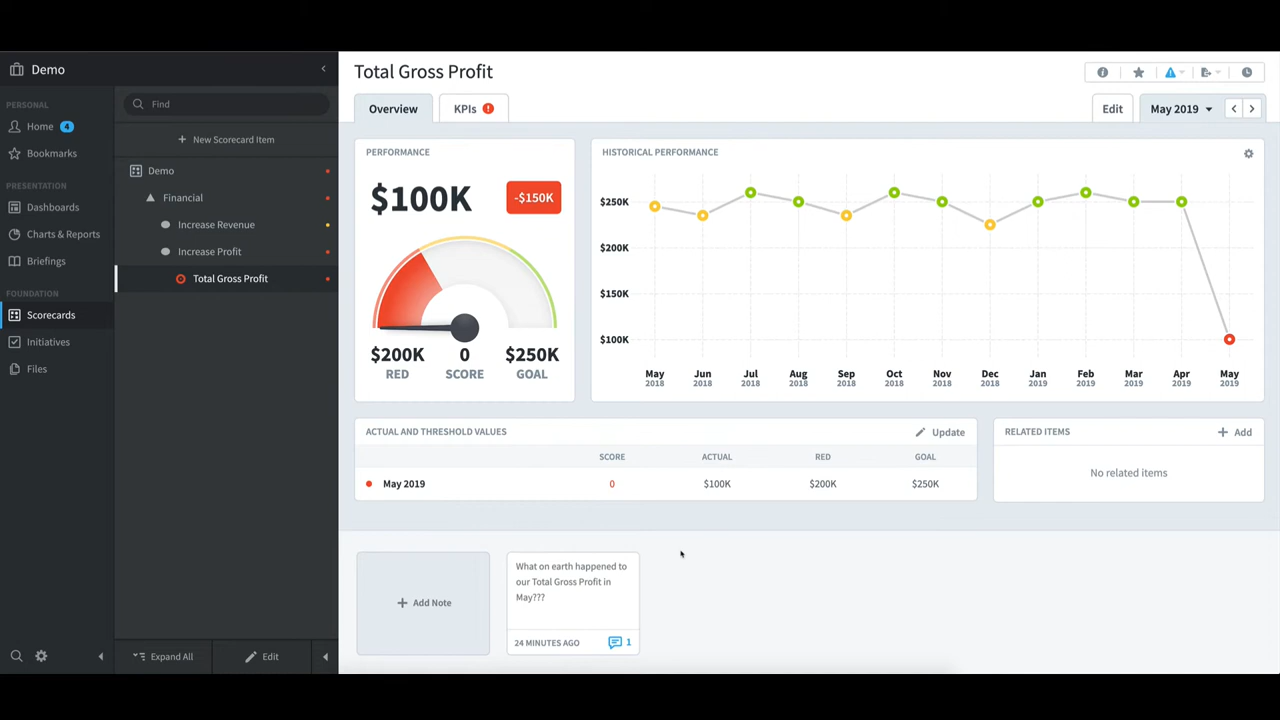 Demo
PERSONAL
Home 4
Bookmarks
PRESENTATION
Dashboards
Charts & Reports
Briefings
FOUNDATION
Scorecards
Initiatives
Files
Find
New Scorecard Item
Demo
Financial
Increase Revenue
Increase Profit
Total Gross Profit
Expand All
Edit
Total Gross Profit
Overview
KPIs
Edit
May 2019
PERFORMANCE
$100K
-$150K
$200K 0 $250K
RED SCORE GOAL
HISTORICAL PERFORMANCE
$250K
$200K
$150K
$100K
May Jun Jul Aug Sep Oct Nov Dec Jan Feb Mar Apr May
2018 2018 2018 2018 2018 2018 2018 2018 2019 2019 2019 2019 2019
ACTUAL AND THRESHOLD VALUES
Update
SCORE ACTUAL RED GOAL
May 2019 0 $100K $200K $250K
RELATED ITEMS
Add
No related items
Add Note
What on earth happened to
our Total Gross Profit in
May???
24 MINUTES AGO 1